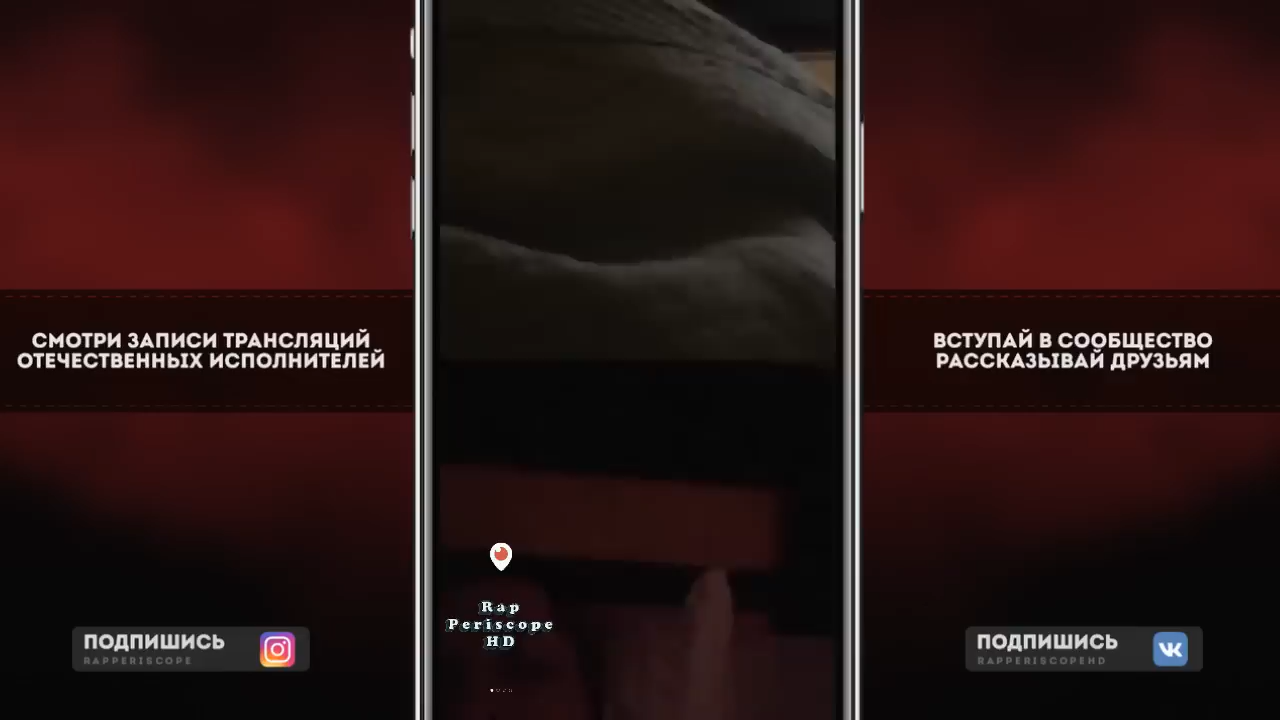 СМОТРИ ЗАПИСИ ТРАНСЛЯЦИЙ
ОТЕЧЕСТВЕННЫХ ИСПОЛНИТЕЛЕЙ
ВСТУПАЙ В СООБЩЕСТВО
РАССКАЗЫВАЙ ДРУЗЬЯМ
Rap
Periscope
HD
ПОДПИШИСЬ
RAPPERISCOPE
ПОДПИШИСЬ
RAPPERISCOPEHD